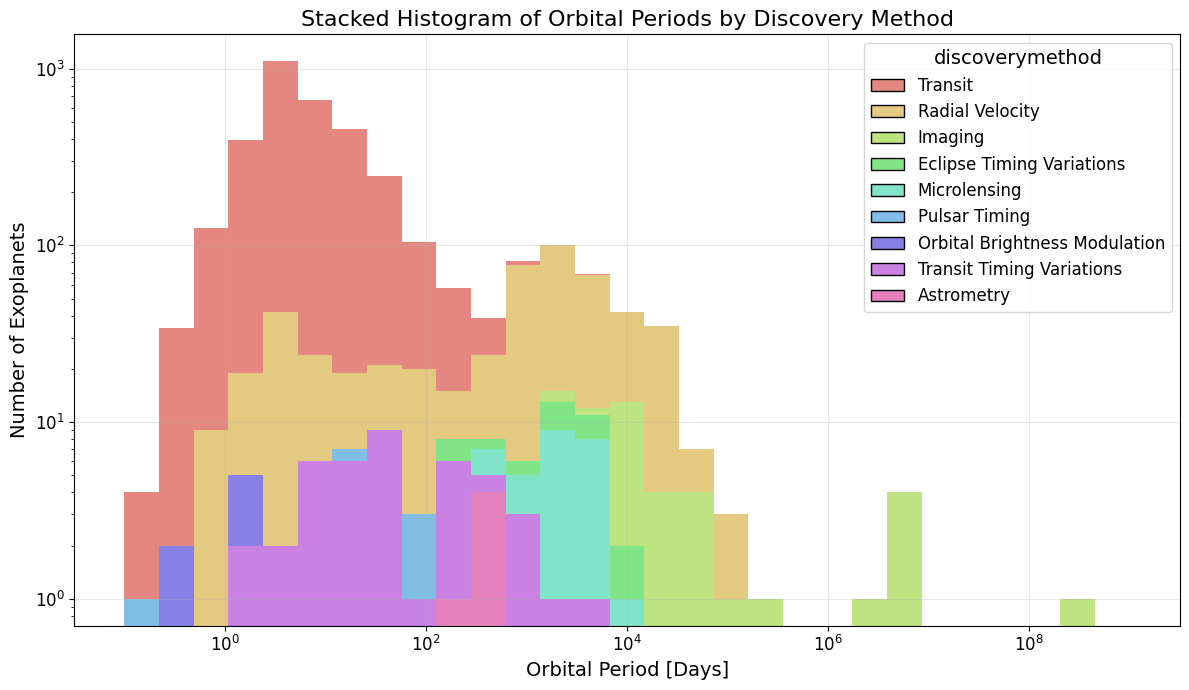 Stacked Histogram of Orbital Periods by Discovery Method
Number of Exoplanets
10³
10²
10¹
10⁰
discoverymethod
Transit
Radial Velocity
Imaging
Eclipse Timing Variations
Microlensing
Pulsar Timing
Orbital Brightness Modulation
Transit Timing Variations
Astrometry
10⁰ 10² 10⁴ 10⁶ 10⁸
Orbital Period [Days]